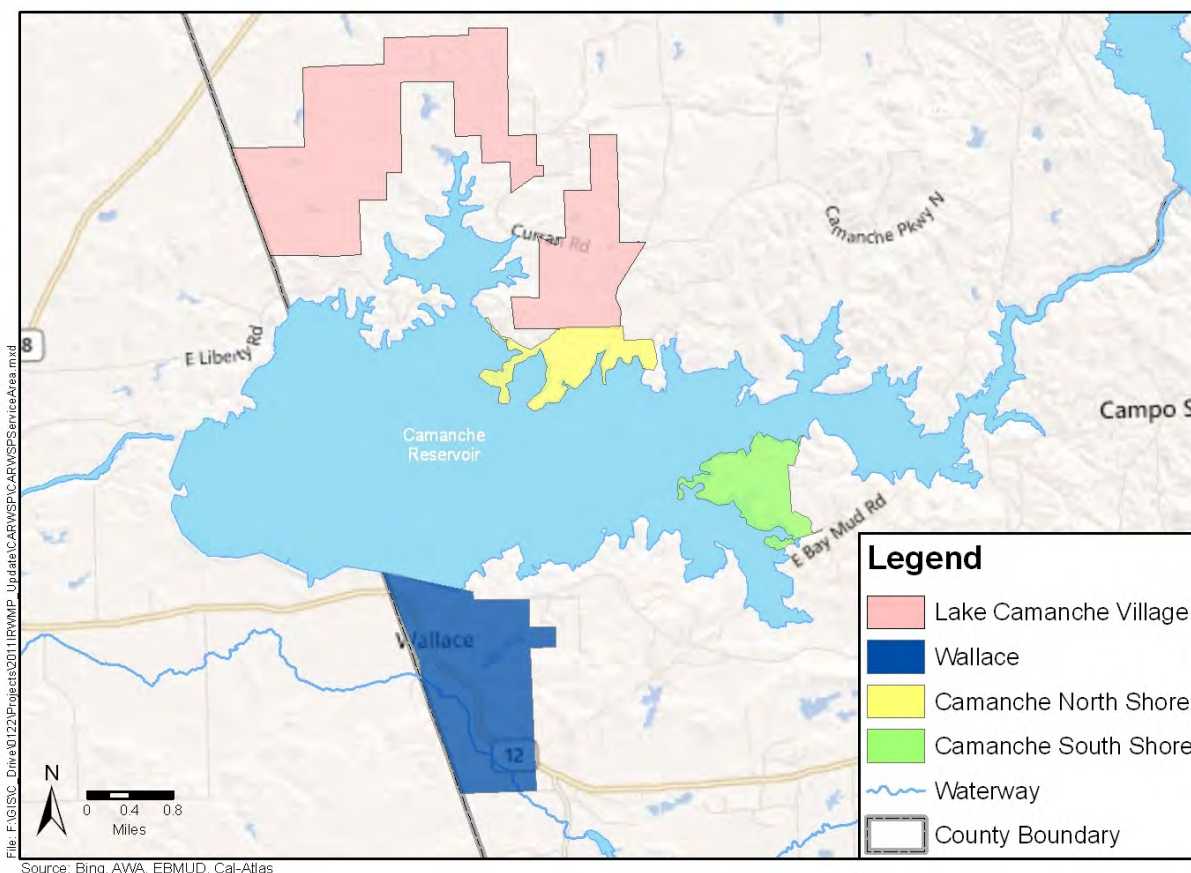 Curran Rd
Camanche Pkwy N
8
E Liberty Rd
Campo S
Camanche
Reservoir
E Bay Mud Rd
Wallace
12
N
0 0.4 0.8
Miles
Legend
Lake Camanche Village
Wallace
Camanche North Shore
Camanche South Shore
Waterway
County Boundary
File: F:\GIS\C_Drive\0122\Projects\2011IRWMP_Update\CARWSP\CARWSPServiceArea.mxd
Source: Bing, AWA, EBMUD, Cal-Atlas